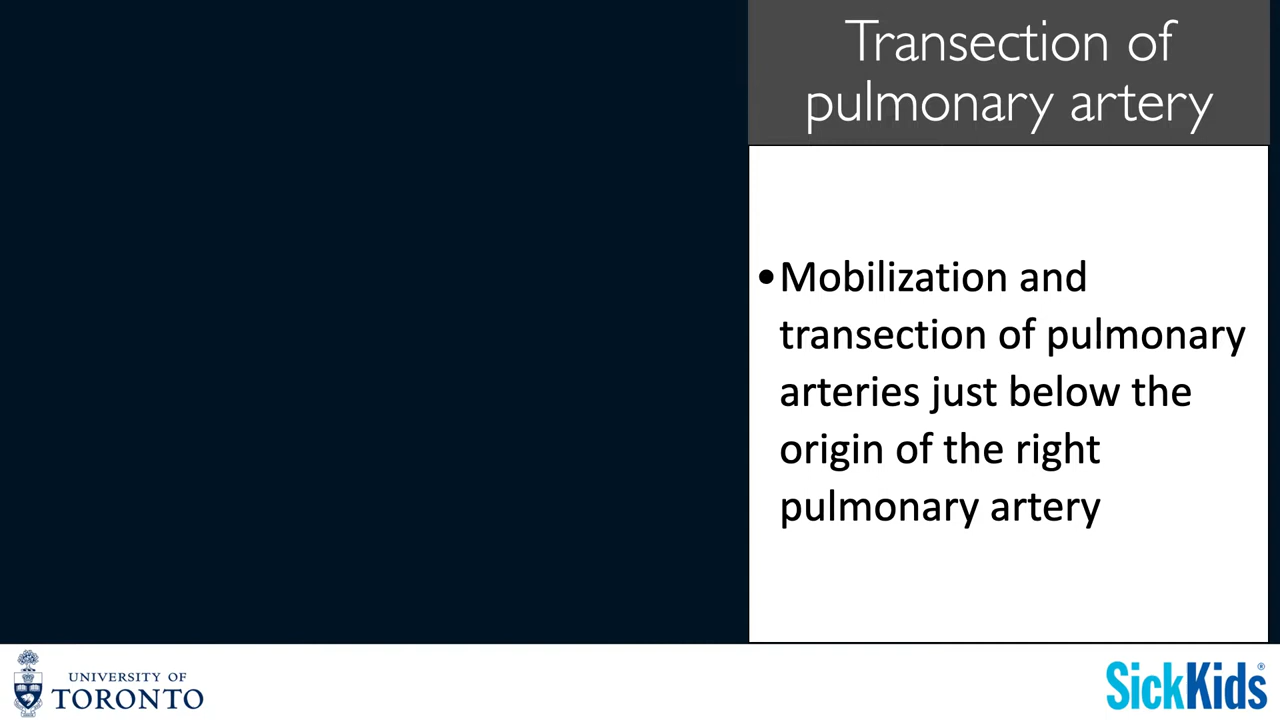 Transection of
pulmonary artery
•Mobilization and
transection of pulmonary
arteries just below the
origin of the right
pulmonary artery
UNIVERSITY OF
TORONTO
SickKids®